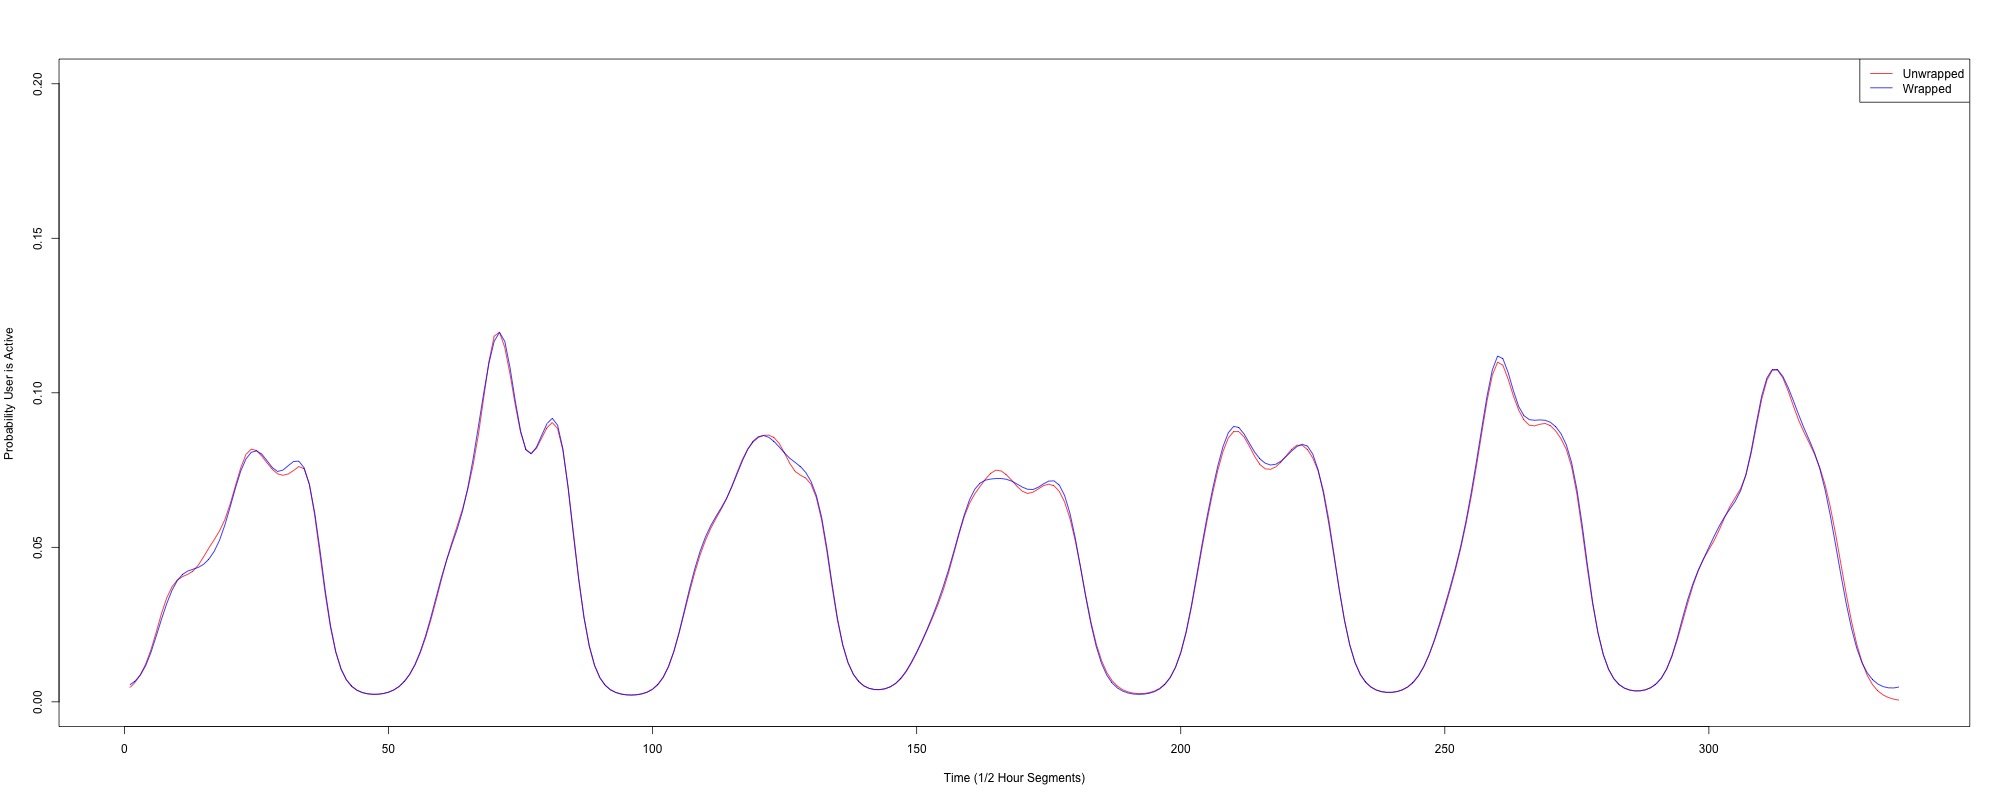 Unwrapped
Wrapped
0.20
0.15
0.10
0.05
0.00
Probability User is Active
0 50 100 150 200 250 300
Time (1/2 Hour Segments)